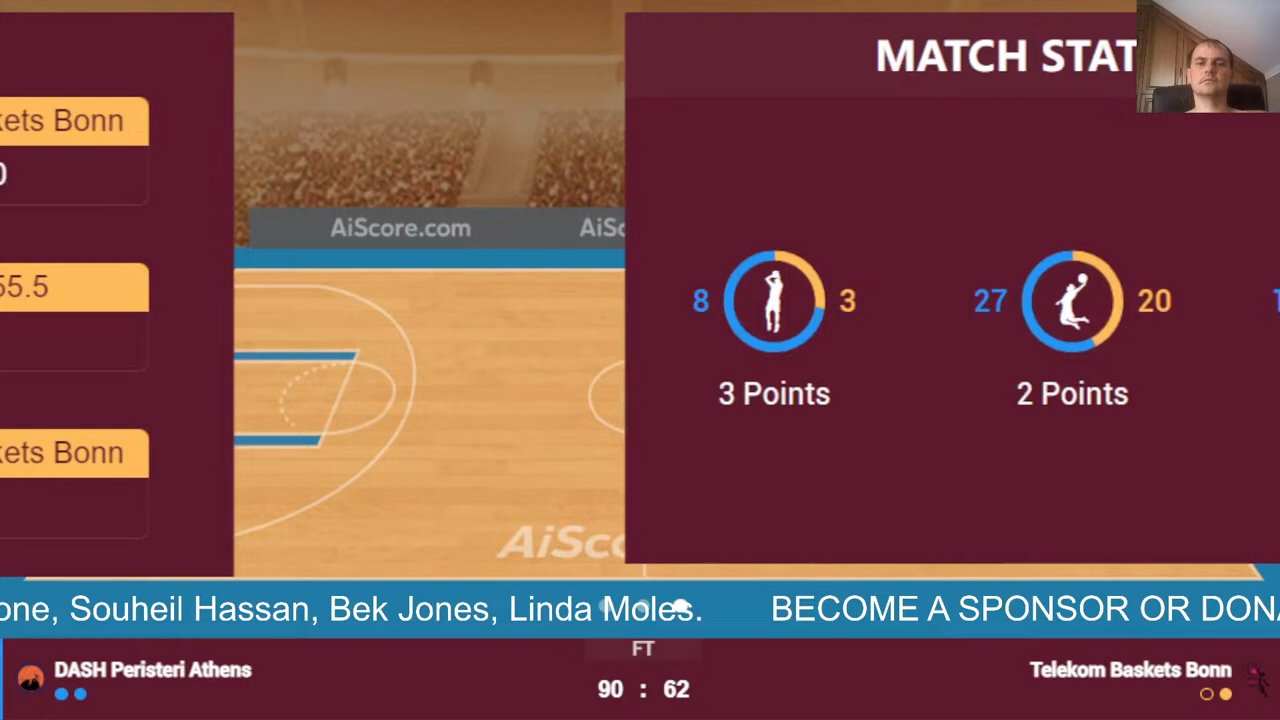 MATCH STAT
kets Bonn
0
AiScore.com
AiSc
55.5
8
3
27
20
3 Points
2 Points
kets Bonn
AiSco
one, Souheil Hassan, Bek Jones, Linda Moles. BECOME A SPONSOR OR DONA
FT
DASH Peristeri Athens
90 : 62
Telekom Baskets Bonn